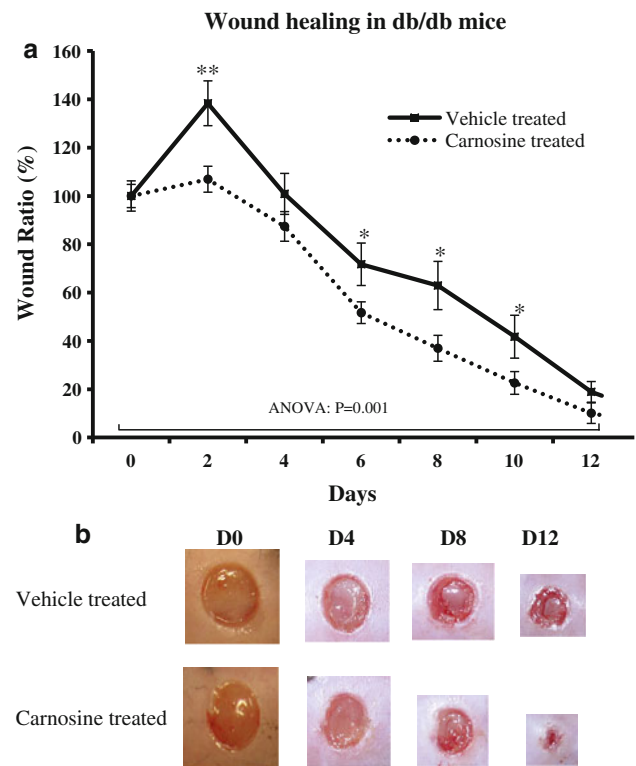 Wound healing in db/db mice
a
160
140
120
100
80
60
40
20
0
Wound Ratio (%)
**
*
*
*
Vehicle treated
Carnosine treated
ANOVA: P=0.001
0 2 4 6 8 10 12
Days
b
D0 D4 D8 D12
Vehicle treated
Carnosine treated